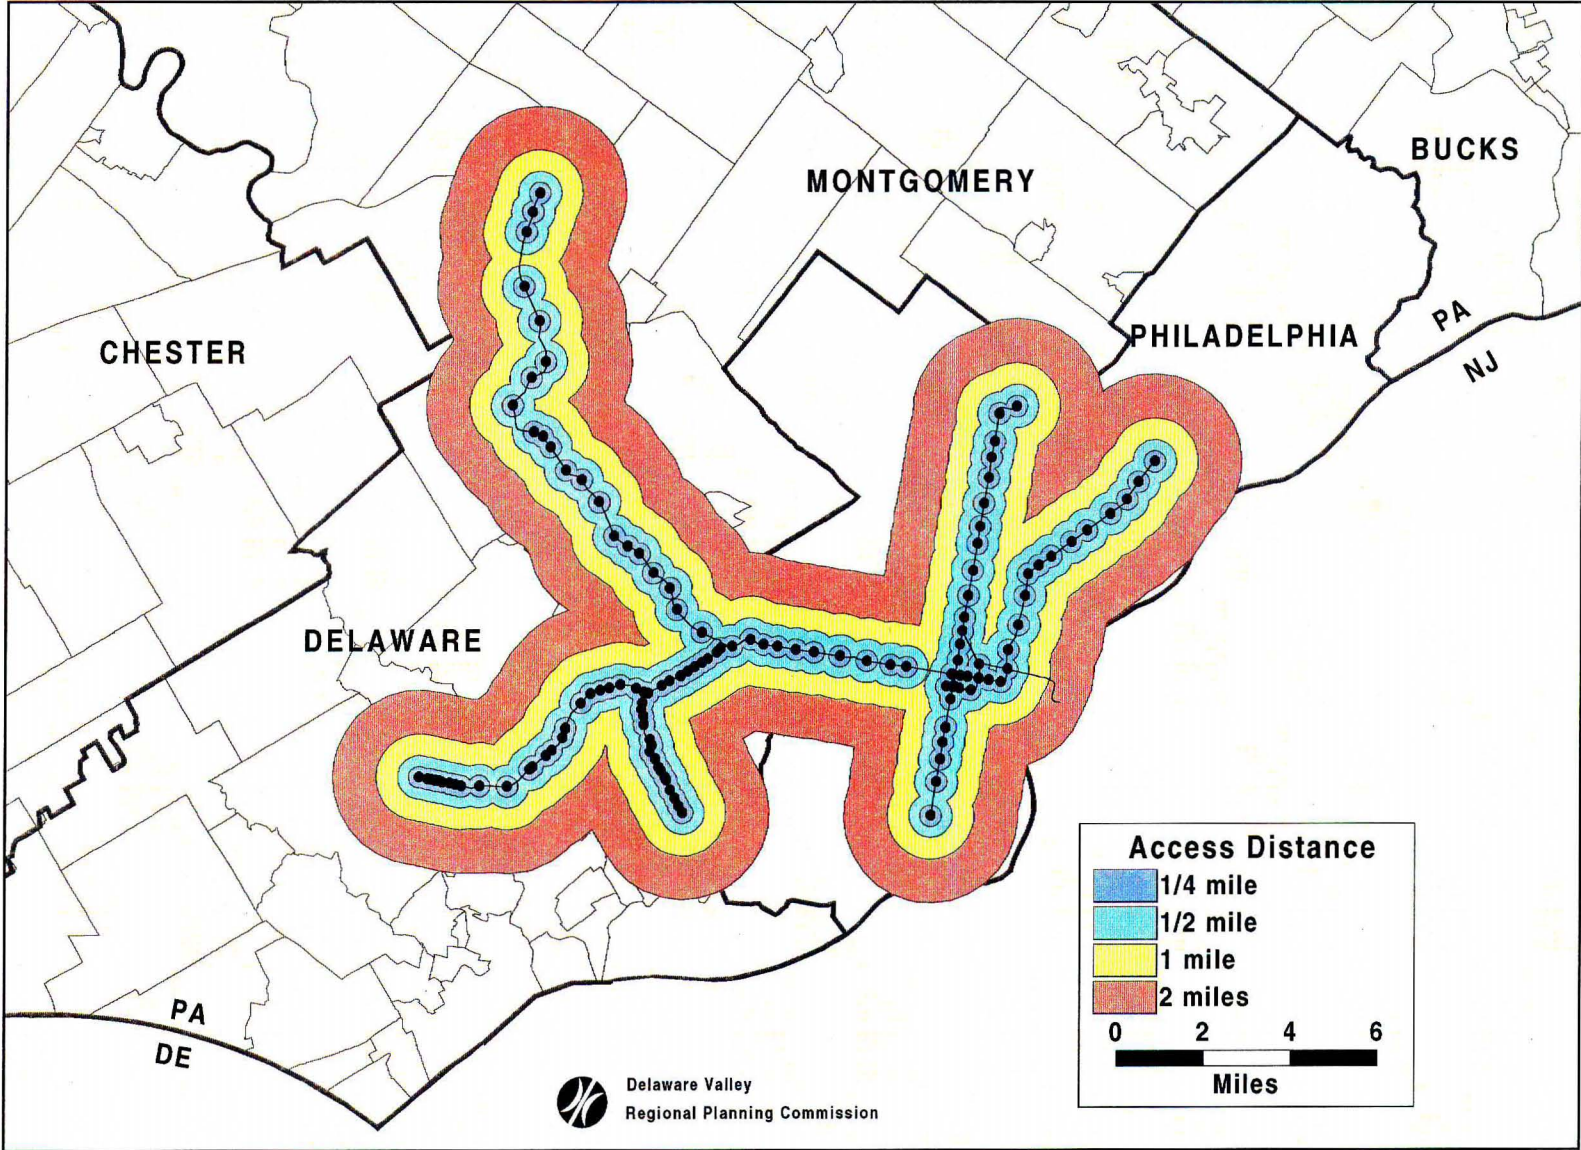 BUCKS
MONTGOMERY
PA
NJ
PHILADELPHIA
CHESTER
DELAWARE
Access Distance
1/4 mile
1/2 mile
1 mile
2 miles
0 2 4 6
Miles
PA
DE
Delaware Valley
Regional Planning Commission